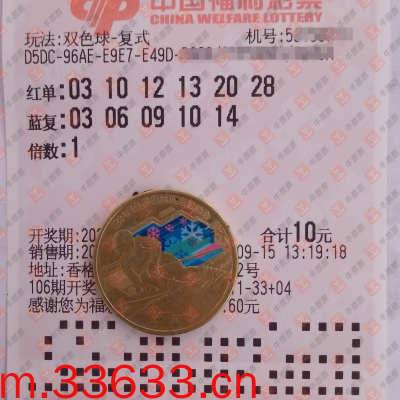 中国福利彩票
CHINA WELFARE LOTTERY
玩法:双色球-复式 机号:5
D5DC-96AE-E9E7-E49D-
红单:03 10 12 13 20 28
蓝复:03 06 09 10 14
倍数:1
开奖期:20 合计10元
销售期:20 09-15 13:19:18
地址:香格 2号
106期开奖 1-33+04
感谢您为福 .60元
m.33633.cn